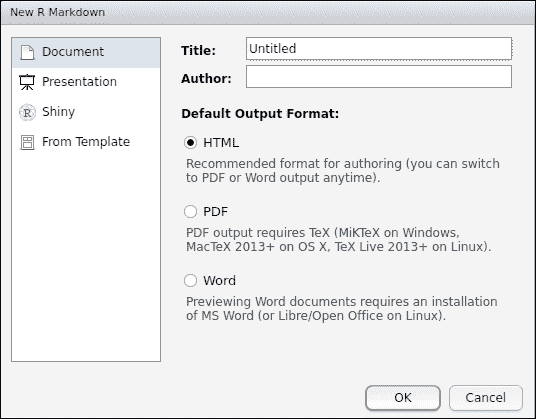 New R Markdown
Document
Presentation
R Shiny
From Template
Title: Untitled
Author:
Default Output Format:
HTML
Recommended format for authoring (you can switch
to PDF or Word output anytime).
PDF
PDF output requires TeX (MiKTeX on Windows,
MacTeX 2013+ on OS X, TeX Live 2013+ on Linux).
Word
Previewing Word documents requires an installation
of MS Word (or Libre/Open Office on Linux).
OK Cancel